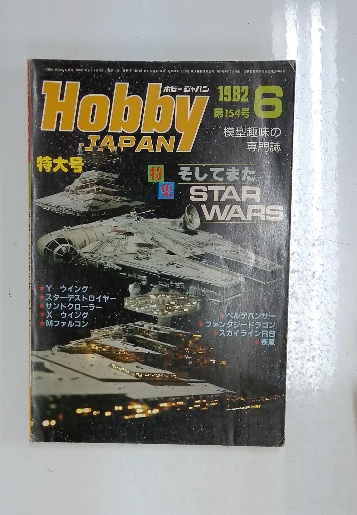 ホビージャパン
Hobby
JAPAN
1982 6
第154号
模型趣味の
専門誌
特大号
特集
そしてまた
STAR
WARS
★Y-ウイング
★スターデストロイヤー
★サンドクローラー
★X-ウイング
★Mファルコン
★ベルゲパンサー
★ファンタジードラゴン
★スカイラインRS
★疾風